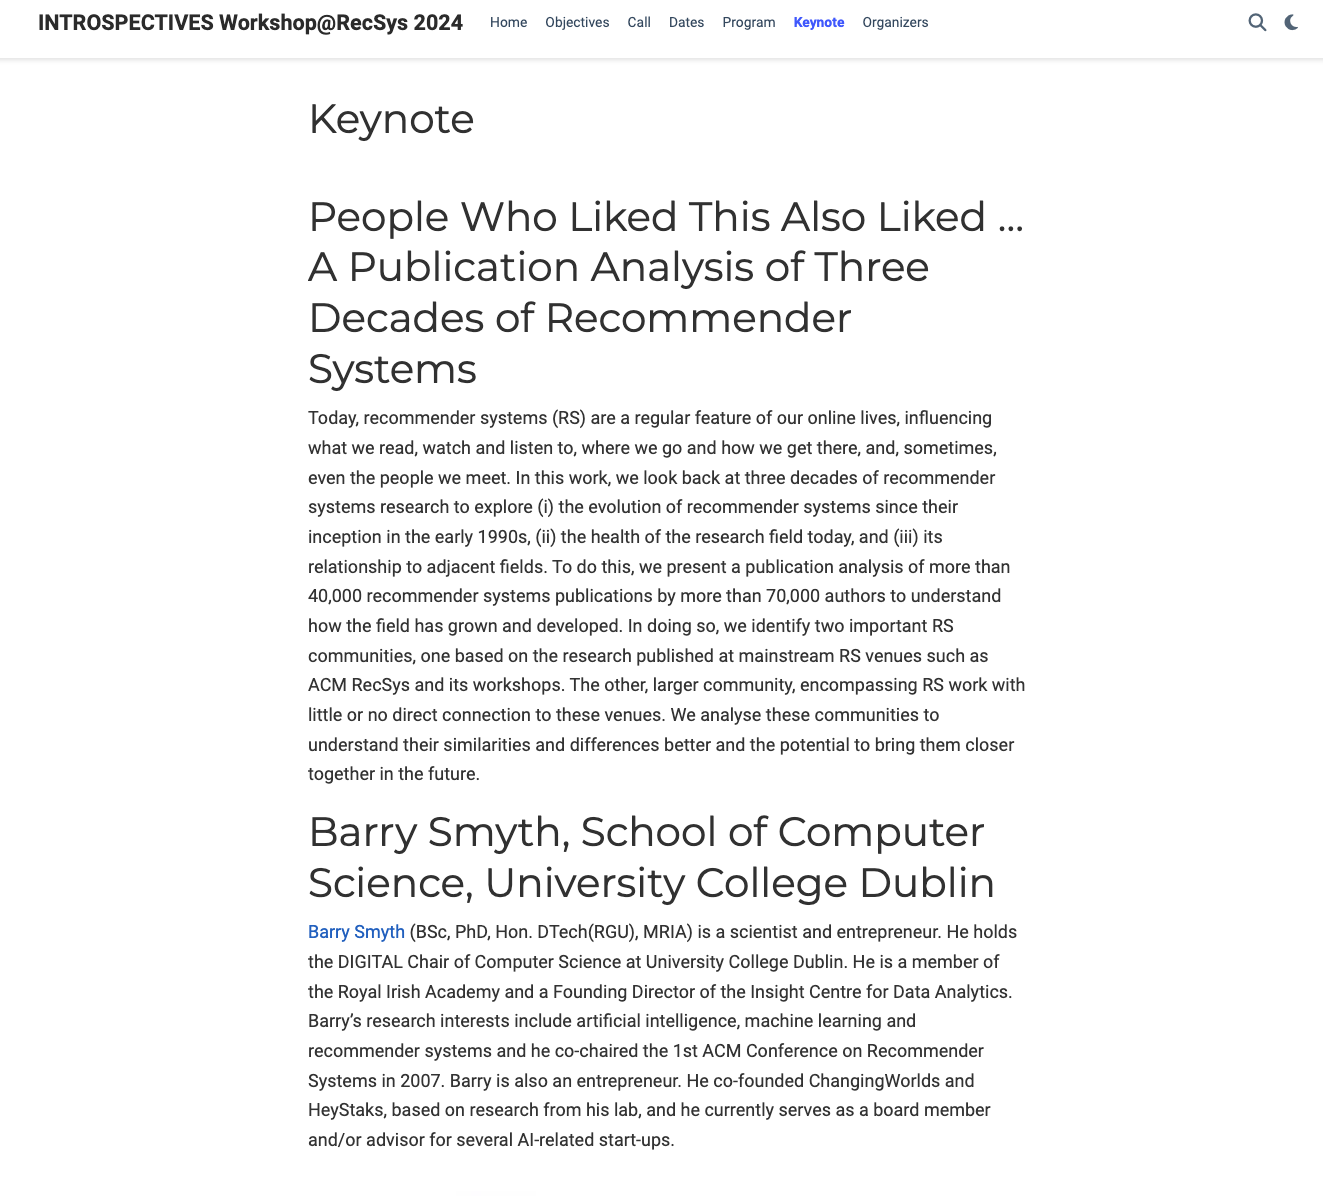 INTROSPECTIVES Workshop@RecSys 2024 Home Objectives Call Dates Program Keynote Organizers
Keynote
People Who Liked This Also Liked ...
A Publication Analysis of Three
Decades of Recommender
Systems
Today, recommender systems (RS) are a regular feature of our online lives, influencing
what we read, watch and listen to, where we go and how we get there, and, sometimes,
even the people we meet. In this work, we look back at three decades of recommender
systems research to explore (i) the evolution of recommender systems since their
inception in the early 1990s, (ii) the health of the research field today, and (iii) its
relationship to adjacent fields. To do this, we present a publication analysis of more than
40,000 recommender systems publications by more than 70,000 authors to understand
how the field has grown and developed. In doing so, we identify two important RS
communities, one based on the research published at mainstream RS venues such as
ACM RecSys and its workshops. The other, larger community, encompassing RS work with
little or no direct connection to these venues. We analyse these communities to
understand their similarities and differences better and the potential to bring them closer
together in the future.
Barry Smyth, School of Computer
Science, University College Dublin
Barry Smyth (BSc, PhD, Hon. DTech(RGU), MRIA) is a scientist and entrepreneur. He holds
the DIGITAL Chair of Computer Science at University College Dublin. He is a member of
the Royal Irish Academy and a Founding Director of the Insight Centre for Data Analytics.
Barry’s research interests include artificial intelligence, machine learning and
recommender systems and he co-chaired the 1st ACM Conference on Recommender
Systems in 2007. Barry is also an entrepreneur. He co-founded ChangingWorlds and
HeyStaks, based on research from his lab, and he currently serves as a board member
and/or advisor for several AI-related start-ups.